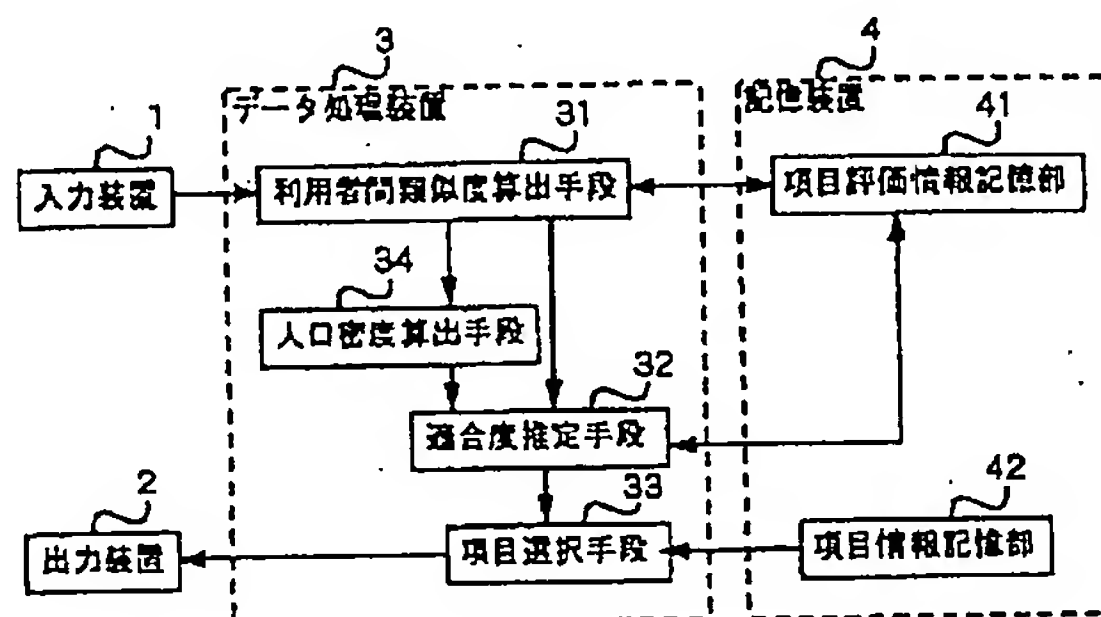 3
4
データ処理装置
記憶装置
1
31
41
入力装置
利用者間類似度算出手段
項目評価情報記憶部
34
人口密度算出手段
32
適合度推定手段
2
33
42
出力装置
項目選択手段
項目情報記憶部